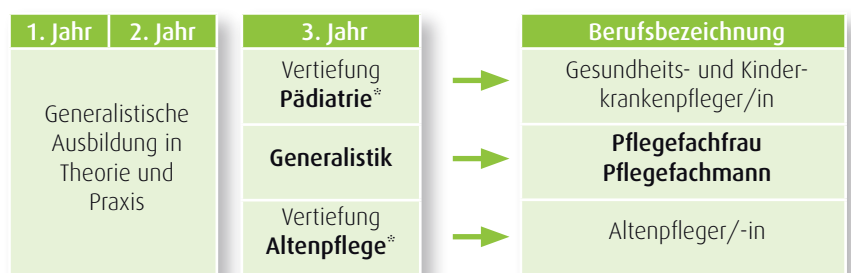 1. Jahr
2. Jahr
3. Jahr
Berufsbezeichnung
Generalistische
Ausbildung in
Theorie und
Praxis
Vertiefung
Pädiatrie*
Gesundheits- und Kinder-
krankenpfleger/in
Generalistik
Pflegefachfrau
Pflegefachmann
Vertiefung
Altenpflege*
Altenpfleger/-in